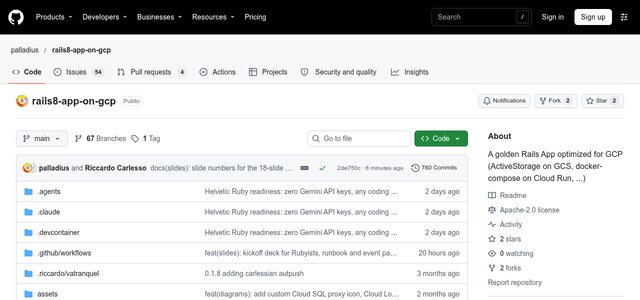 Products Developers Businesses Resources Pricing Search / Sign in Sign up
palladius / rails8-app-on-gcp
Code Issues 54 Pull requests 4 Actions Projects Security and quality Insights
rails8-app-on-gcp Public Notifications Fork 2 Star 2
main 67 Branches 1 Tag Go to file Code
palladius and Riccardo Carlesso docs(slides): slide numbers for the 18-slide ... 2de750c · 8 minutes ago 760 Commits
.agents Helvetic Ruby readiness: zero Gemini API keys, any coding ... 2 days ago
.claude Helvetic Ruby readiness: zero Gemini API keys, any coding ... 2 days ago
.devcontainer Helvetic Ruby readiness: zero Gemini API keys, any coding ... 2 days ago
.github/workflows feat(slides): kickoff deck for Rubyists, runbook and event pa... 20 hours ago
.riccardo/vatranquel 0.1.8 adding carlessian autpush 3 months ago
assets feat(diagrams): add custom Cloud SQL proxy icon, Cloud Lo... 2 months ago
About
A golden Rails App optimized for GCP
(ActiveStorage on GCS, docker-
compose on Cloud Run, ...)
Readme
Apache-2.0 license
Activity
2 stars
0 watching
2 forks
Report repository